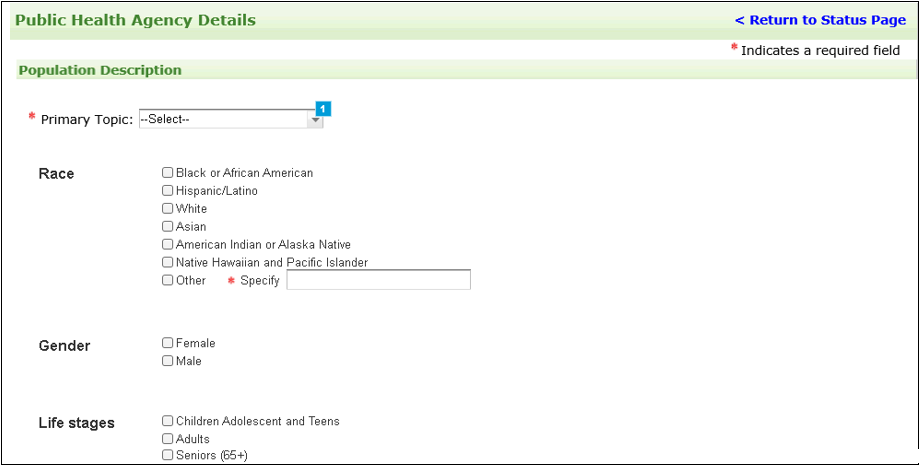 Public Health Agency Details < Return to Status Page
* Indicates a required field
Population Description
* Primary Topic: --Select-- 1
Race
Black or African American
Hispanic/Latino
White
Asian
American Indian or Alaska Native
Native Hawaiian and Pacific Islander
Other * Specify
Gender
Female
Male
Life stages
Children Adolescent and Teens
Adults
Seniors (65+)